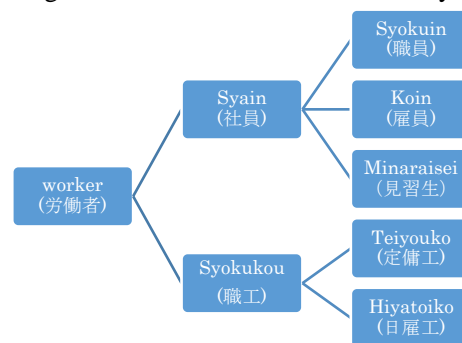 Syokuin
(職員)
Syain
(社員)
Koin
(雇員)
Minaraisei
(見習生)
worker
(労働者)
Syokukou
(職工)
Teiyouko
(定傭工)
Hiyatoiko
(日雇工)